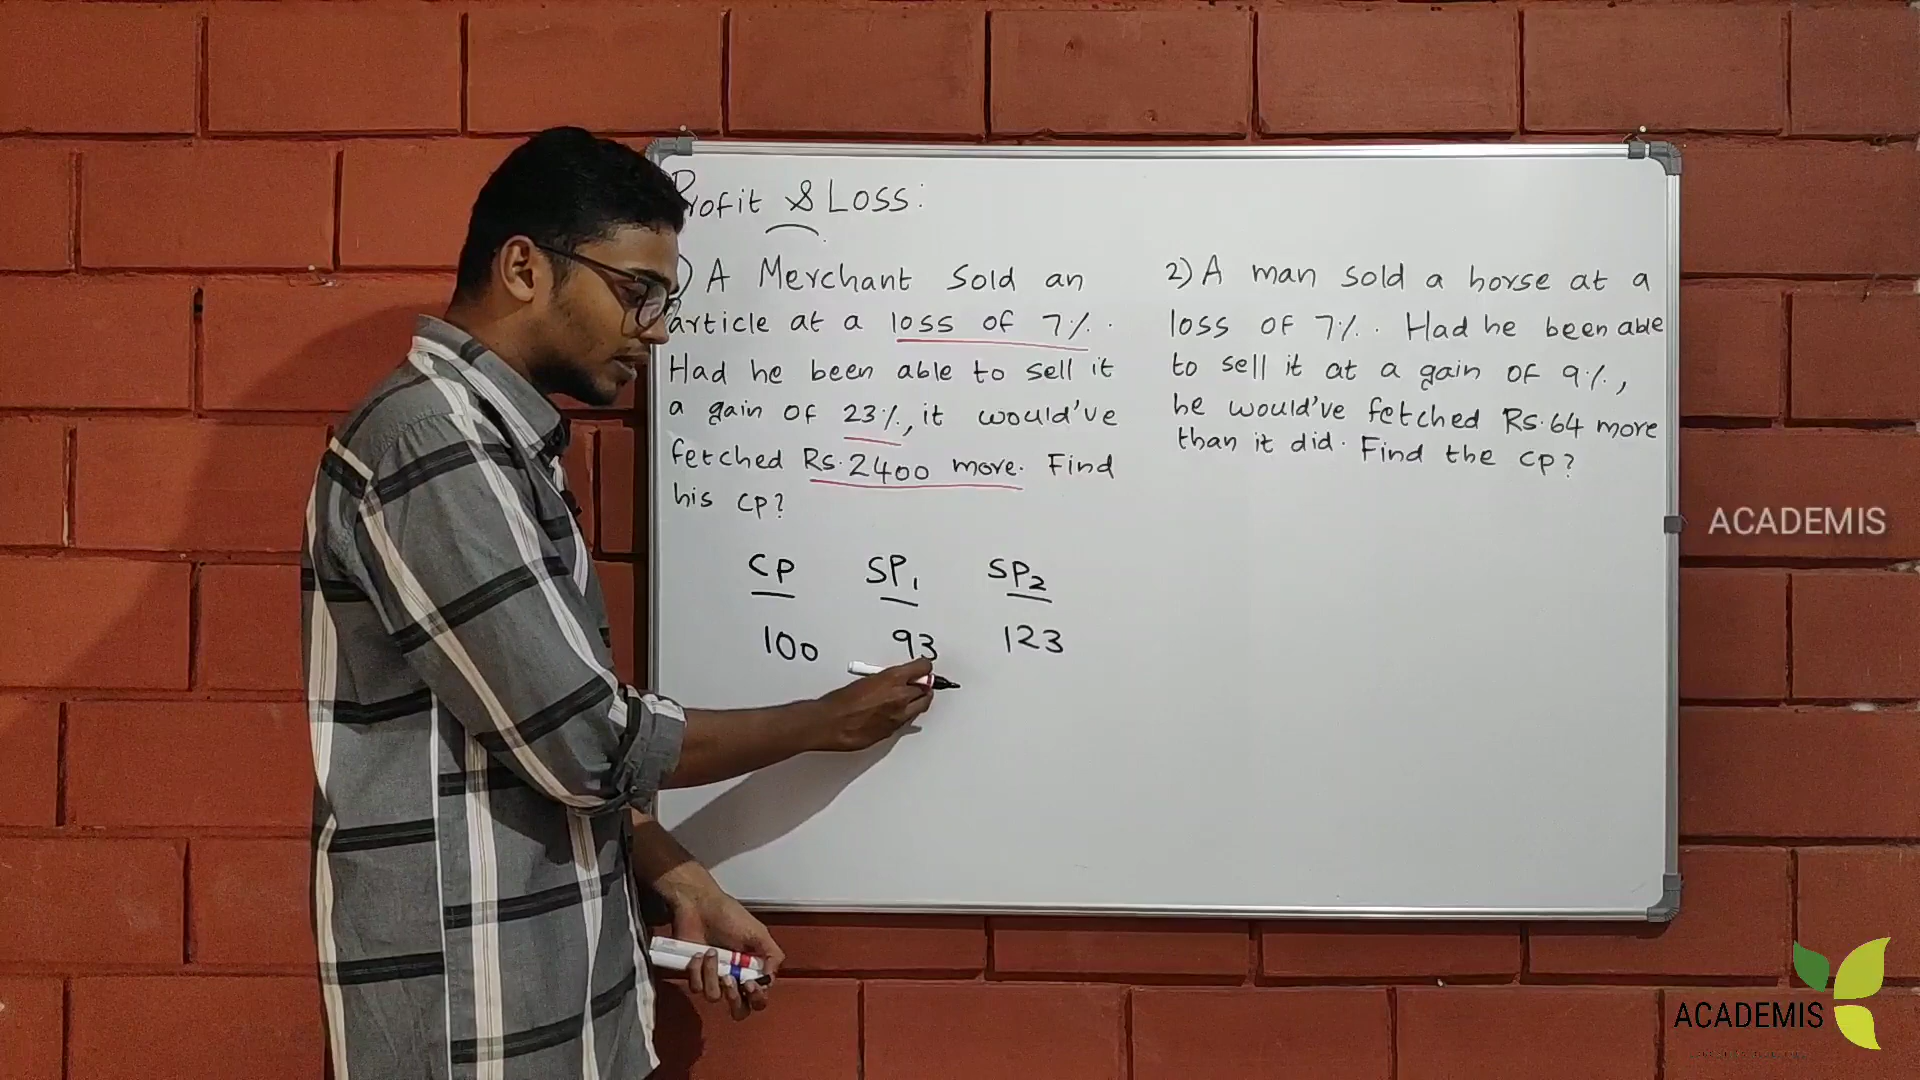 Profit & Loss:
) A Merchant sold an
article at a loss of 7%.
Had he been able to sell it
a gain of 23%, it would've
fetched Rs.2400 more. Find
his CP?
CP SP1 SP2
100 93 123
2) A man sold a horse at a
loss of 7%. Had he been able
to sell it at a gain of 9%,
he would've fetched Rs.64 more
than it did. Find the CP?
ACADEMIS
ACADEMIS